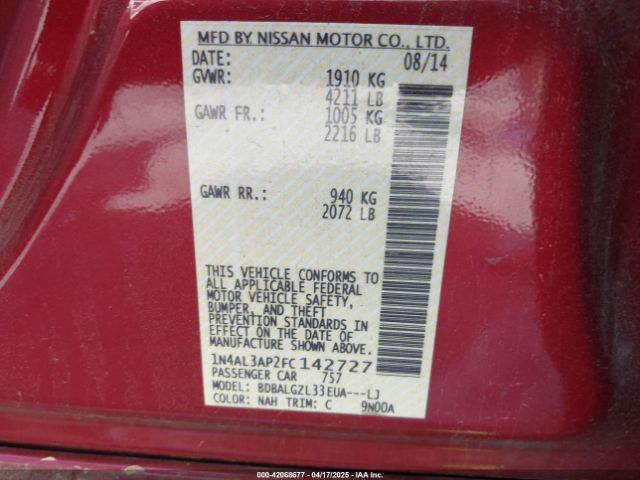 MFD BY NISSAN MOTOR CO., LTD.
DATE: 08/14
GVWR: 1910 KG
4211 LB
GAWR FR.: 1005 KG
2216 LB
GAWR RR.: 940 KG
2072 LB
THIS VEHICLE CONFORMS TO
ALL APPLICABLE FEDERAL
MOTOR VEHICLE SAFETY,
BUMPER, AND THEFT
PREVENTION STANDARDS IN
EFFECT ON THE DATE OF
MANUFACTURE SHOWN ABOVE.
1N4AL3AP2FC142727
PASSENGER CAR 757
MODEL: BDBALGZL33EUA---LJ
COLOR: NAH TRIM: C 9N00A
000-42068677 - 04/17/2025 - IAAI.COM